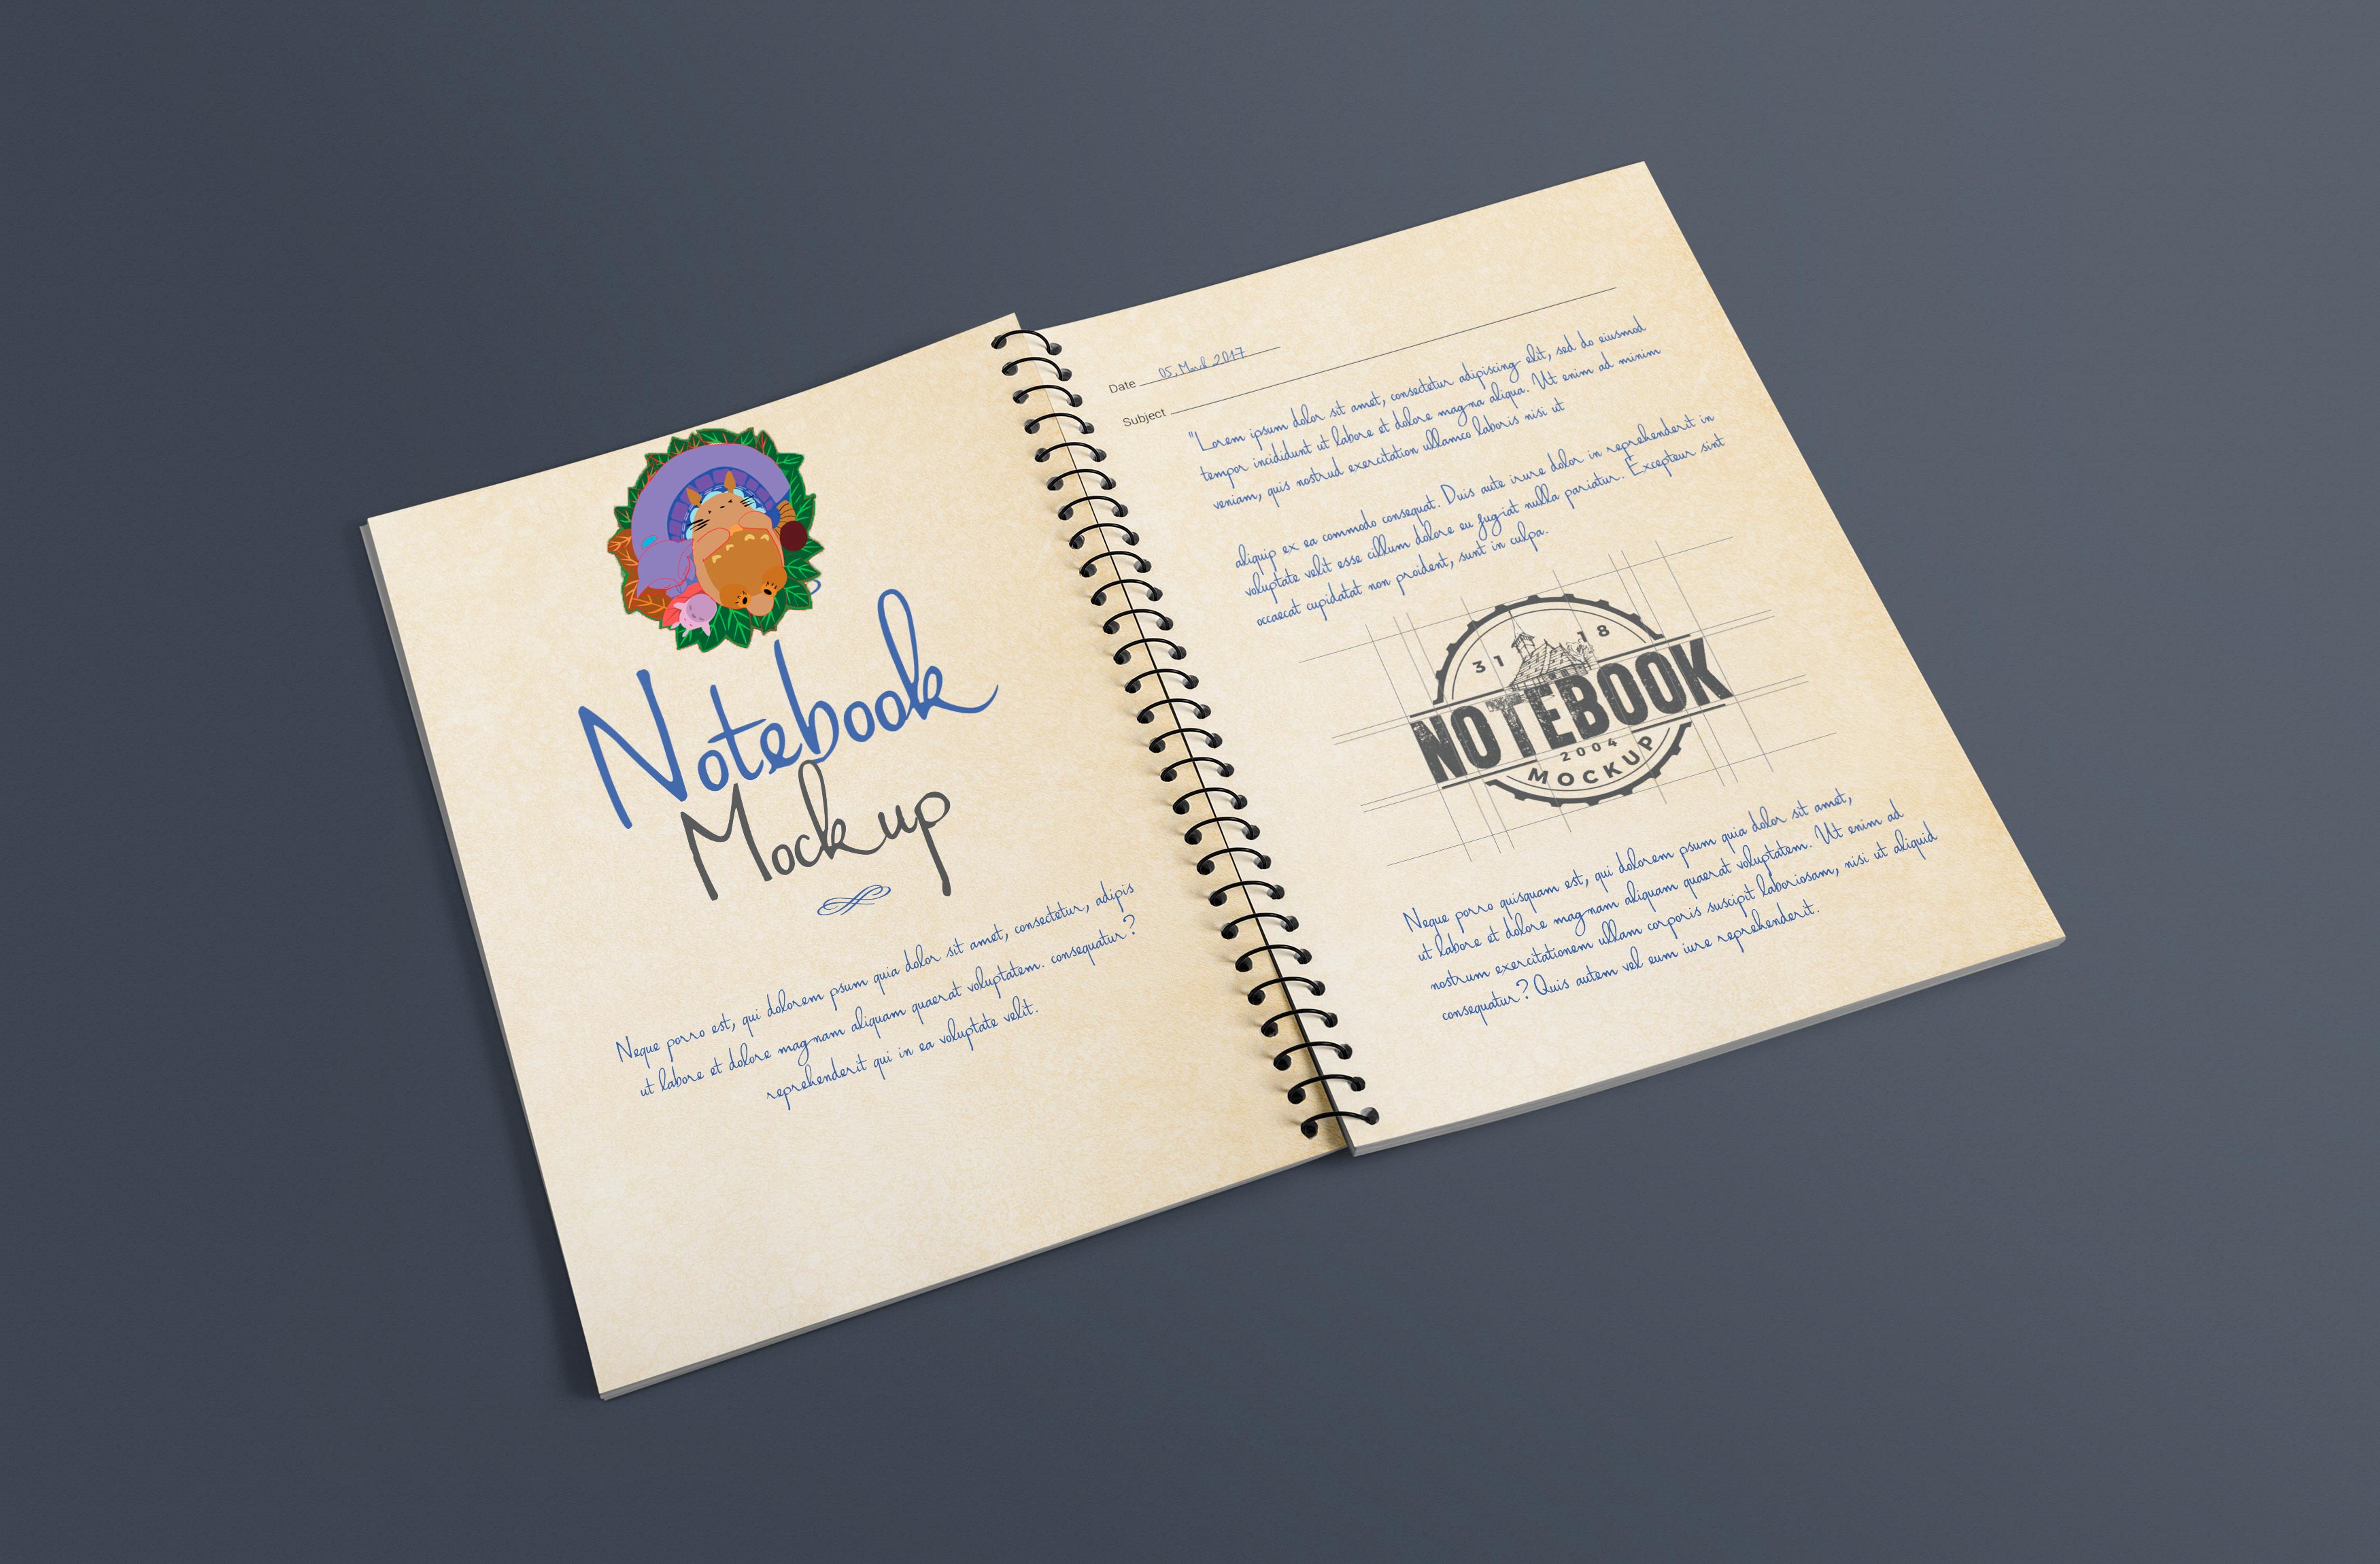 Notebook
Mock up
Neque porro est, qui dolorem psum quia dolor sit amet, consectetur, adipis
ut labore et dolore magnam aliquam quaerat voluptatem. consequatur?
reprehenderit qui in ea voluptate velit.
Date 05, March 2017
Subject
"Lorem ipsum dolor sit amet, consectetur adipiscing elit, sed do eiusmod
tempor incididunt ut labore et dolore magna aliqua. Ut enim ad minim
veniam, quis nostrud exercitation ullamco laboris nisi ut
aliquip ex ea commodo consequat. Duis aute irure dolor in reprehenderit in
voluptate velit esse cillum dolore eu fugiat nulla pariatur. Excepteur sint
occaecat cupidatat non proident, sunt in culpa.
31 18
NOTEBOOK
2004
MOCKUP
Neque porro quisquam est, qui dolorem psum quia dolor sit amet,
ut labore et dolore magnam aliquam quaerat voluptatem. Ut enim ad
nostrum exercitationem ullam corporis suscipit laboriosam, nisi ut aliquid
consequatur? Quis autem vel eum iure reprehenderit.